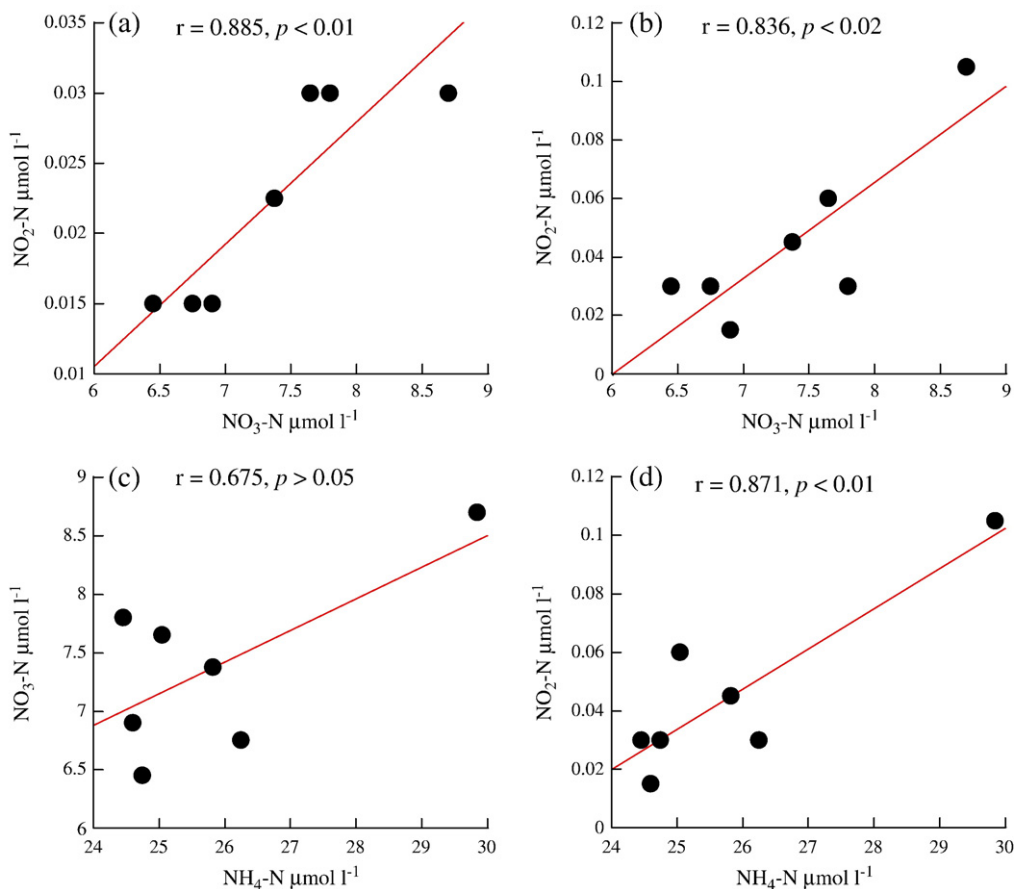 (a) r = 0.885, p < 0.01
0.035
0.03
0.025
0.02
0.015
0.01
NO₂-N μmol l⁻¹
6 6.5 7 7.5 8 8.5 9
NO₃-N μmol l⁻¹
(b) r = 0.836, p < 0.02
0.12
0.1
0.08
0.06
0.04
0.02
0
NO₂-N μmol l⁻¹
6 6.5 7 7.5 8 8.5 9
NO₃-N μmol l⁻¹
(c) r = 0.675, p > 0.05
9
8.5
8
7.5
7
6.5
6
NO₃-N μmol l⁻¹
24 25 26 27 28 29 30
NH₄-N μmol l⁻¹
(d) r = 0.871, p < 0.01
0.12
0.1
0.08
0.06
0.04
0.02
0
NO₂-N μmol l⁻¹
24 25 26 27 28 29 30
NH₄-N μmol l⁻¹